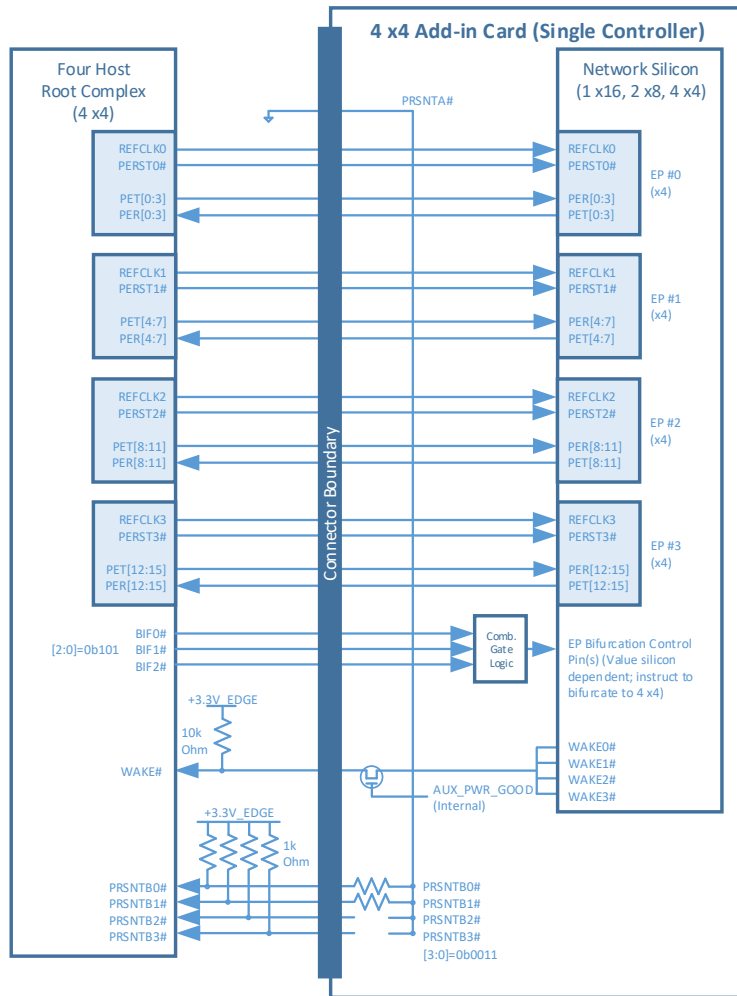 4 x4 Add-in Card (Single Controller)
Four Host
Root Complex
(4 x4)
Network Silicon
(1 x16, 2 x8, 4 x4)
PRSNTA#
REFCLK0
PERST0#
PET[0:3]
PER[0:3]
REFCLK0
PERST0#
PER[0:3]
PET[0:3]
EP #0
(x4)
REFCLK1
PERST1#
PET[4:7]
PER[4:7]
REFCLK1
PERST1#
PER[4:7]
PET[4:7]
EP #1
(x4)
REFCLK2
PERST2#
PET[8:11]
PER[8:11]
REFCLK2
PERST2#
PER[8:11]
PET[8:11]
EP #2
(x4)
REFCLK3
PERST3#
PET[12:15]
PER[12:15]
REFCLK3
PERST3#
PER[12:15]
PET[12:15]
EP #3
(x4)
Connector Boundary
[2:0]=0b101
BIF0#
BIF1#
BIF2#
Comb.
Gate
Logic
EP Bifurcation Control
Pin(s) (Value silicon
dependent; instruct to
bifurcate to 4 x4)
+3.3V_EDGE
10k
Ohm
WAKE#
AUX_PWR_GOOD
(Internal)
WAKE0#
WAKE1#
WAKE2#
WAKE3#
+3.3V_EDGE
1k
Ohm
PRSNTB0#
PRSNTB1#
PRSNTB2#
PRSNTB3#
PRSNTB0#
PRSNTB1#
PRSNTB2#
PRSNTB3#
[3:0]=0b0011